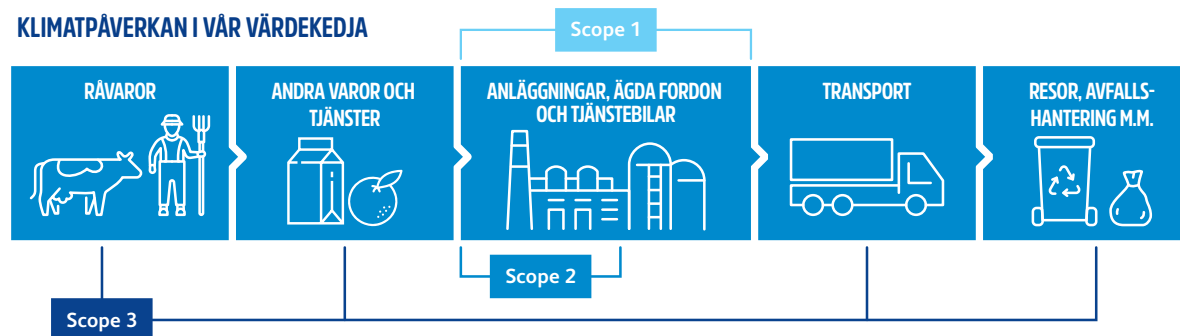 KLIMATPÅVERKAN I VÅR VÄRDEKEDJA
Scope 1
RÅVAROR
ANDRA VAROR OCH
TJÄNSTER
ANLÄGGNINGAR, ÄGDA FORDON
OCH TJÄNSTEBILAR
TRANSPORT
RESOR, AVFALLS-
HANTERING M.M.
Scope 2
Scope 3